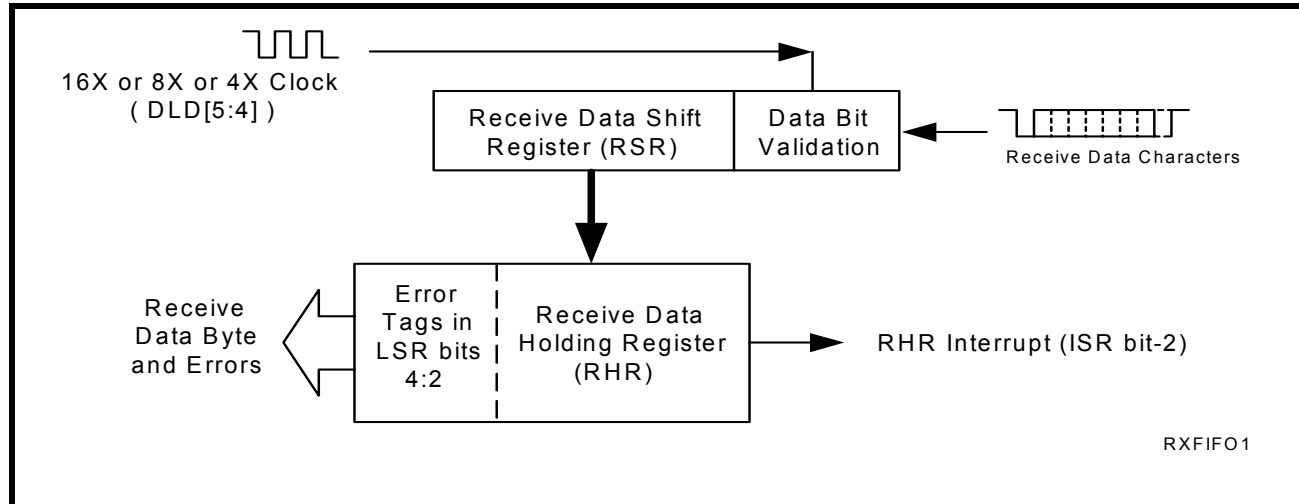 16X or 8X or 4X Clock
( DLD[5:4] )
Receive Data Shift
Register (RSR)
Data Bit
Validation
Receive Data Characters
Receive
Data Byte
and Errors
Error
Tags in
LSR bits
4:2
Receive Data
Holding Register
(RHR)
RHR Interrupt (ISR bit-2)
RXFIFO1